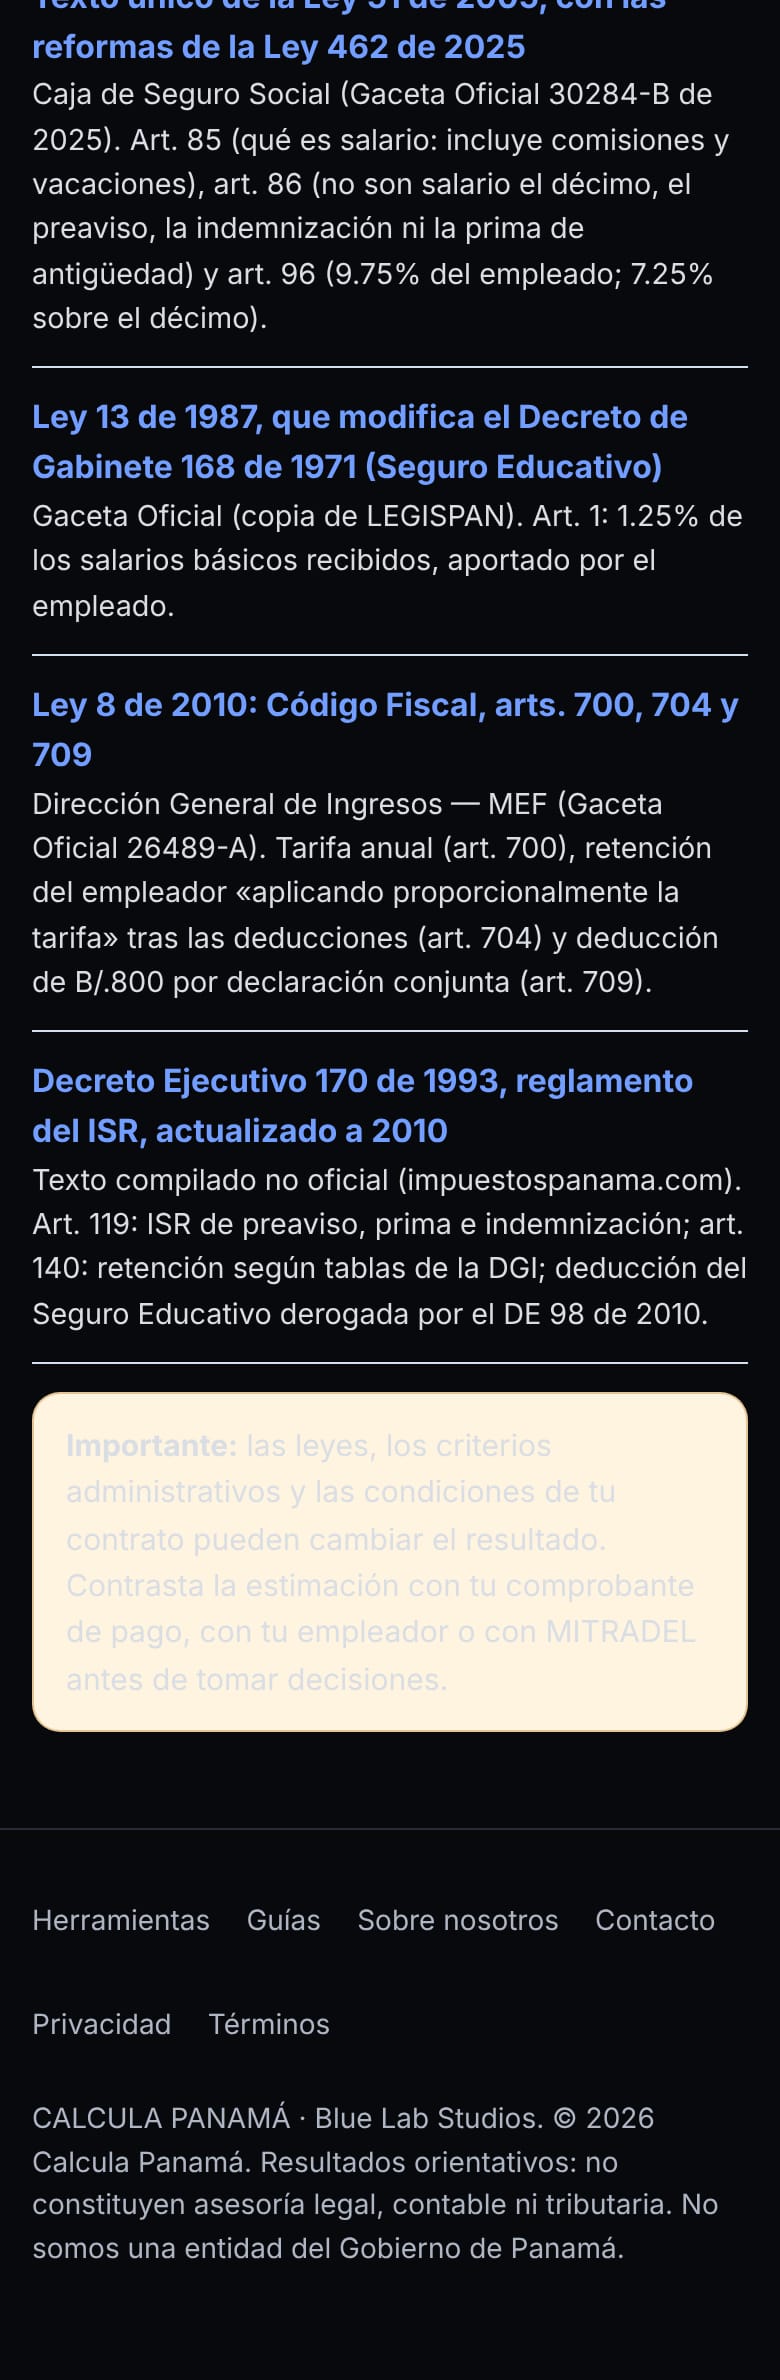 Texto único de la Ley 51 de 2005, con las
reformas de la Ley 462 de 2025
Caja de Seguro Social (Gaceta Oficial 30284-B de
2025). Art. 85 (qué es salario: incluye comisiones y
vacaciones), art. 86 (no son salario el décimo, el
preaviso, la indemnización ni la prima de
antigüedad) y art. 96 (9.75% del empleado; 7.25%
sobre el décimo).
Ley 13 de 1987, que modifica el Decreto de
Gabinete 168 de 1971 (Seguro Educativo)
Gaceta Oficial (copia de LEGISPAN). Art. 1: 1.25% de
los salarios básicos recibidos, aportado por el
empleado.
Ley 8 de 2010: Código Fiscal, arts. 700, 704 y
709
Dirección General de Ingresos — MEF (Gaceta
Oficial 26489-A). Tarifa anual (art. 700), retención
del empleador «aplicando proporcionalmente la
tarifa» tras las deducciones (art. 704) y deducción
de B/.800 por declaración conjunta (art. 709).
Decreto Ejecutivo 170 de 1993, reglamento
del ISR, actualizado a 2010
Texto compilado no oficial (impuestospanama.com).
Art. 119: ISR de preaviso, prima e indemnización; art.
140: retención según tablas de la DGI; deducción del
Seguro Educativo derogada por el DE 98 de 2010.
Importante: las leyes, los criterios
administrativos y las condiciones de tu
contrato pueden cambiar el resultado.
Contrasta la estimación con tu comprobante
de pago, con tu empleador o con MITRADEL
antes de tomar decisiones.
Herramientas Guías Sobre nosotros Contacto
Privacidad Términos
CALCULA PANAMÁ · Blue Lab Studios. © 2026
Calcula Panamá. Resultados orientativos: no
constituyen asesoría legal, contable ni tributaria. No
somos una entidad del Gobierno de Panamá.